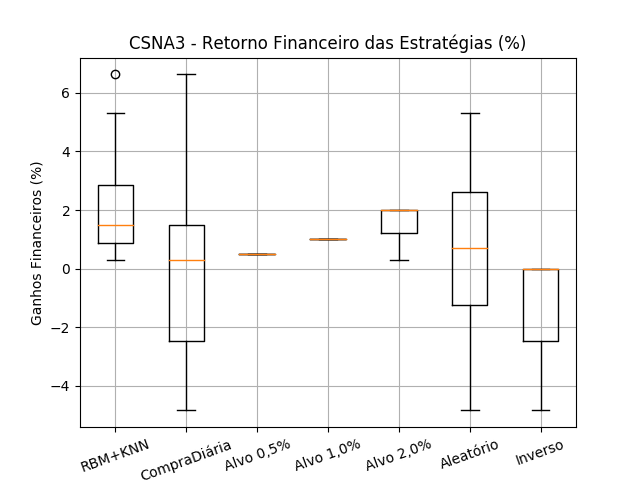 CSNA3 - Retorno Financeiro das Estratégias (%)
Ganhos Financeiros (%)
6
4
2
0
−2
−4
RBM+KNN
CompraDiária
Alvo 0,5%
Alvo 1,0%
Alvo 2,0%
Aleatório
Inverso